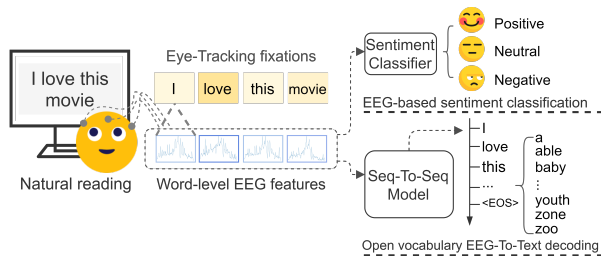 I love this
movie
Natural reading
Eye-Tracking fixations
I love this movie
Word-level EEG features
Sentiment
Classifier
Positive
Neutral
Negative
EEG-based sentiment classification
Seq-To-Seq
Model
I
love
this
...
<EOS>
a
able
baby
⋮
youth
zone
zoo
Open vocabulary EEG-To-Text decoding